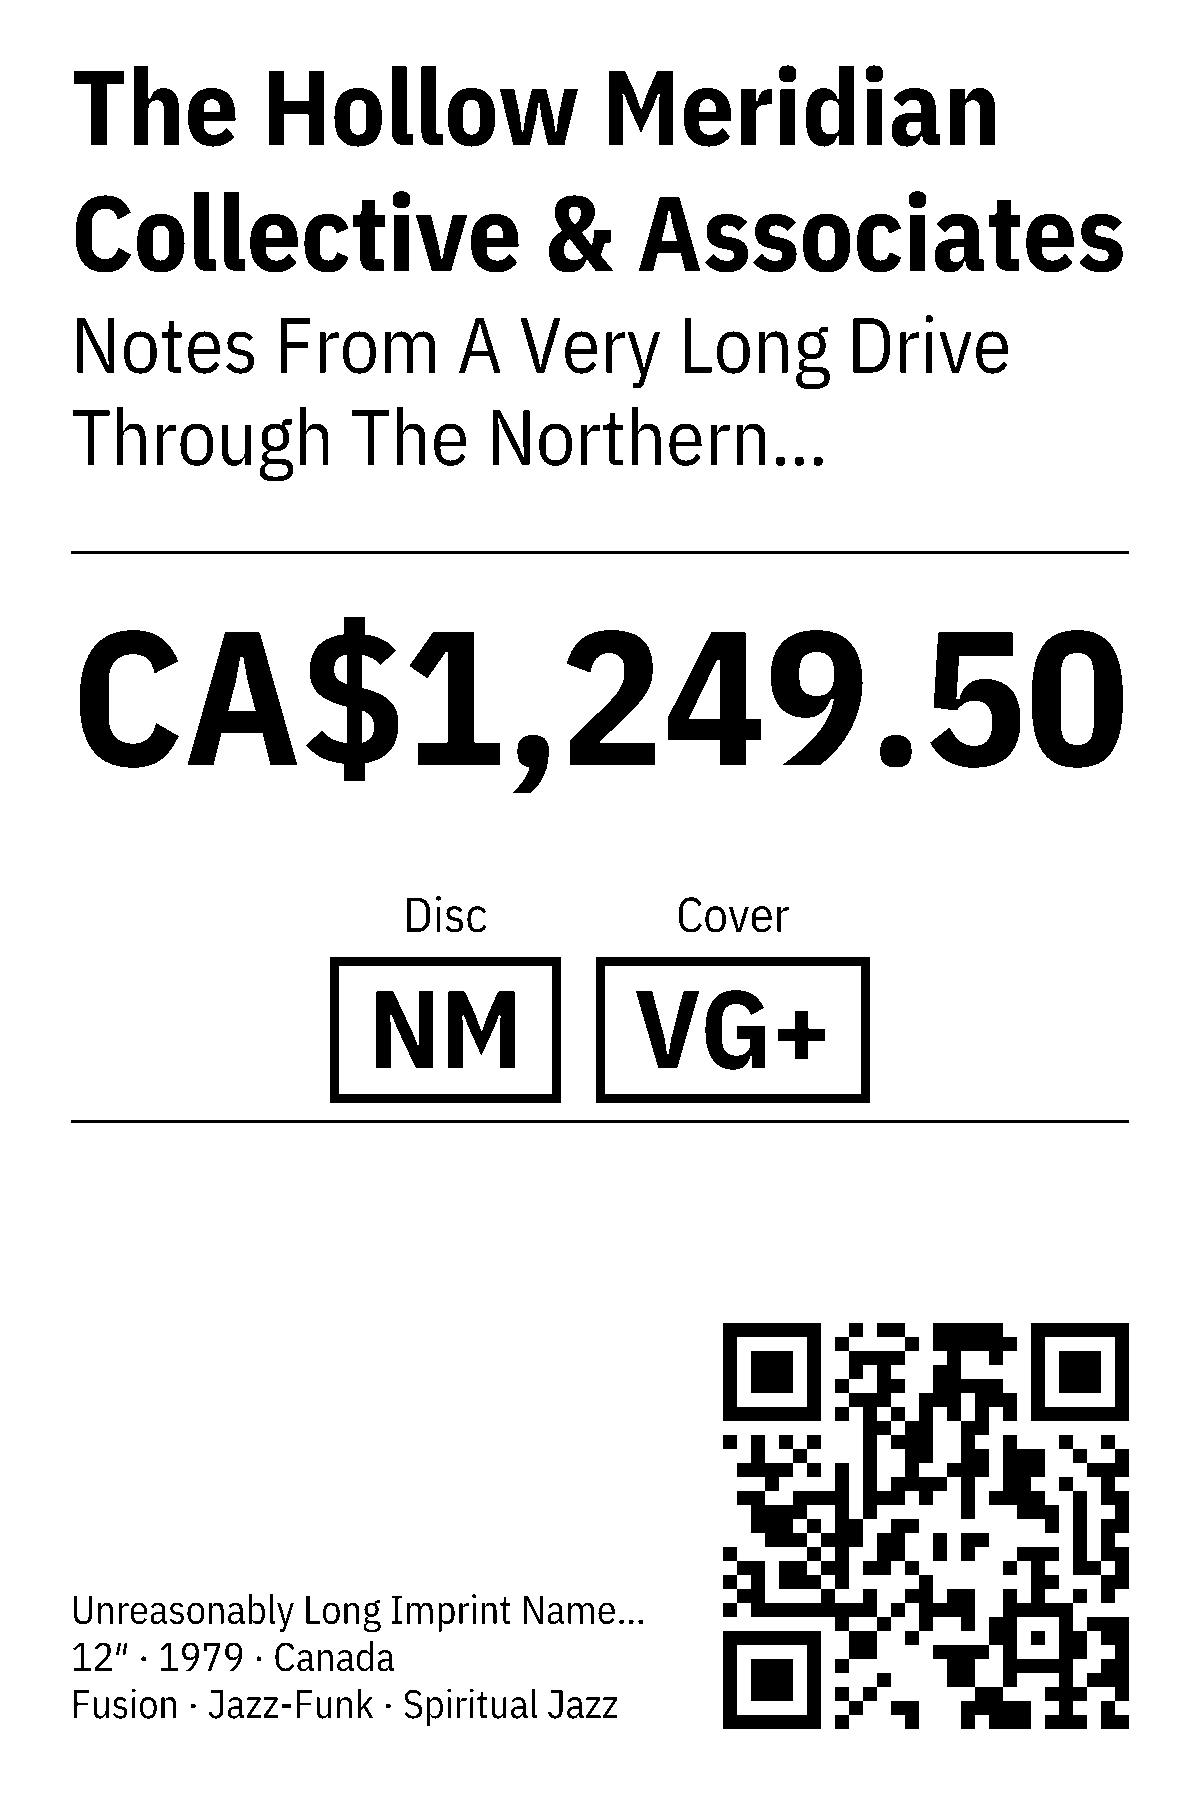 The Hollow Meridian
Collective & Associates
Notes From A Very Long Drive
Through The Northern...
CA$1,249.50
Disc
Cover
NM
VG+
Unreasonably Long Imprint Name...
12″ · 1979 · Canada
Fusion · Jazz-Funk · Spiritual Jazz